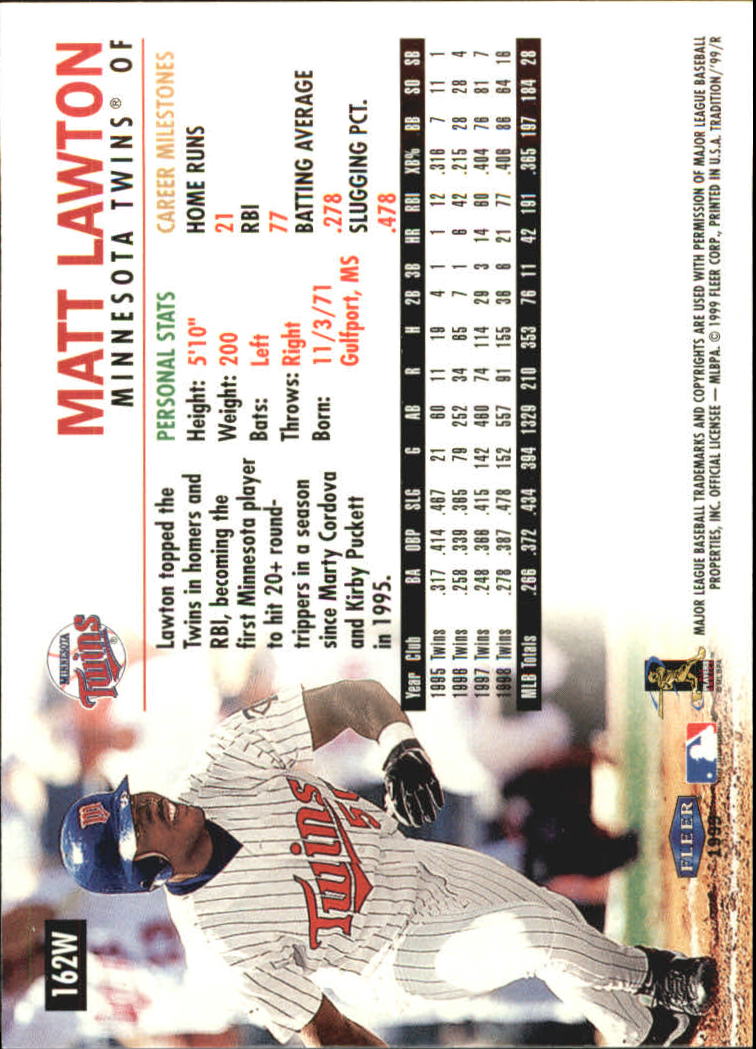 162W
MINNESOTA
Twins
MATT LAWTON
MINNESOTA TWINS® OF
Lawton topped the
Twins in homers and
RBI, becoming the
first Minnesota player
to hit 20+ round-
trippers in a season
since Marty Cordova
and Kirby Puckett
in 1995.
PERSONAL STATS
Height: 5'10"
Weight: 200
Bats: Left
Throws: Right
Born: 11/3/71
Gulfport, MS
CAREER MILESTONES
HOME RUNS
21
RBI
77
BATTING AVERAGE
.278
SLUGGING PCT.
.478
Year Club BA OBP SLG G AB R H 2B 3B HR RBI XB% BB SO SB
1995 Twins .317 .414 .467 21 60 11 19 4 1 1 12 .316 7 11 1
1996 Twins .258 .339 .365 79 252 34 65 7 1 6 42 .215 28 28 4
1997 Twins .248 .366 .415 142 460 74 114 29 3 14 60 .404 76 81 7
1998 Twins .278 .387 .478 152 557 91 155 36 6 21 77 .406 86 64 16
MLB Totals .266 .372 .434 394 1329 210 353 76 11 42 191 .365 197 184 28
Twins
FLEER
1999
PLAYERS
© MLBPA
MAJOR LEAGUE BASEBALL TRADEMARKS AND COPYRIGHTS ARE USED WITH PERMISSION OF MAJOR LEAGUE BASEBALL
PROPERTIES, INC. OFFICIAL LICENSEE — MLBPA. © 1999 FLEER CORP., PRINTED IN U.S.A. TRADITION/'99/R